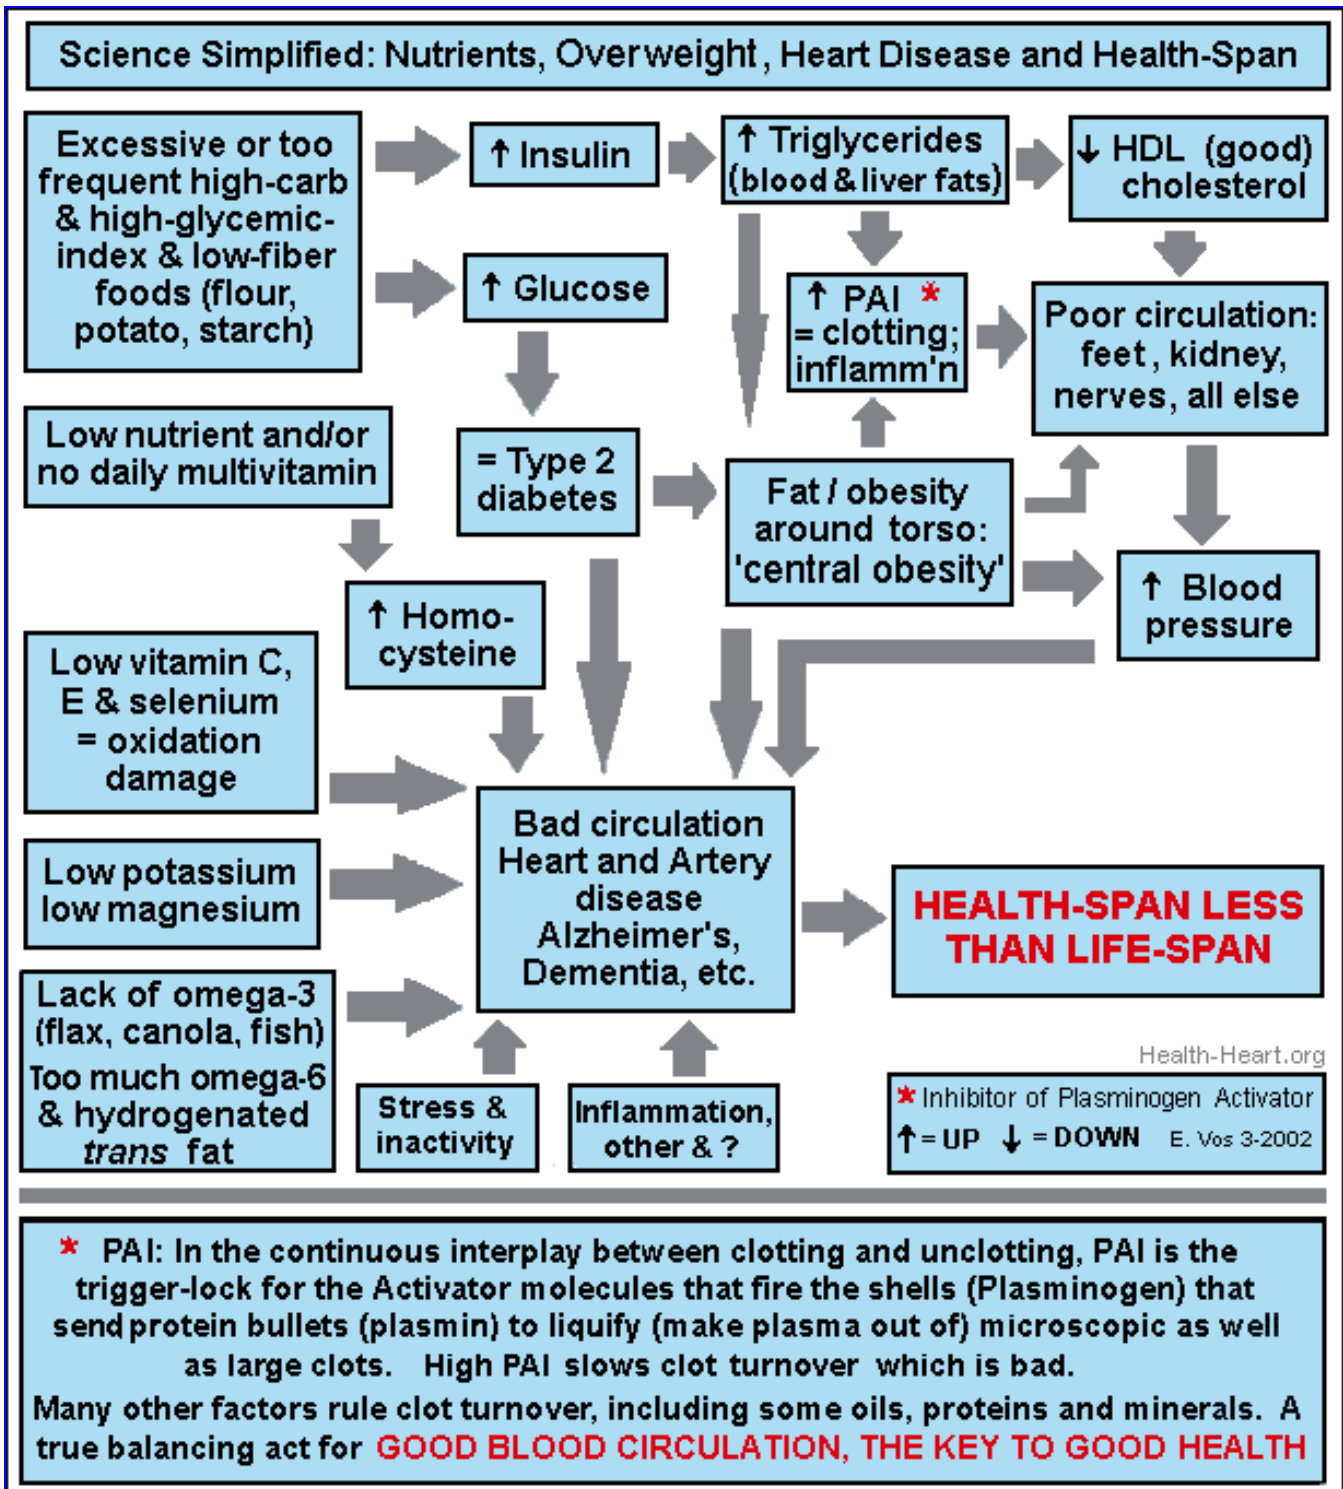 Science Simplified: Nutrients, Overweight, Heart Disease and Health-Span
Excessive or too
frequent high-carb
& high-glycemic-
index & low-fiber
foods (flour,
potato, starch)
↑ Insulin
↑ Triglycerides
(blood & liver fats)
↓ HDL (good)
cholesterol
↑ Glucose
↑ PAI *
= clotting;
inflamm'n
Poor circulation:
feet, kidney,
nerves, all else
Low nutrient and/or
no daily multivitamin
= Type 2
diabetes
Fat / obesity
around torso:
'central obesity'
↑ Blood
pressure
↑ Homo-
cysteine
Low vitamin C,
E & selenium
= oxidation
damage
Low potassium
low magnesium
Bad circulation
Heart and Artery
disease
Alzheimer's,
Dementia, etc.
HEALTH-SPAN LESS
THAN LIFE-SPAN
Lack of omega-3
(flax, canola, fish)
Too much omega-6
& hydrogenated
trans fat
Stress &
inactivity
Inflammation,
other & ?
Health-Heart.org
* Inhibitor of Plasminogen Activator
↑ = UP ↓ = DOWN E. Vos 3-2002
* PAI: In the continuous interplay between clotting and unclotting, PAI is the
trigger-lock for the Activator molecules that fire the shells (Plasminogen) that
send protein bullets (plasmin) to liquify (make plasma out of) microscopic as well
as large clots. High PAI slows clot turnover which is bad.
Many other factors rule clot turnover, including some oils, proteins and minerals. A
true balancing act for GOOD BLOOD CIRCULATION, THE KEY TO GOOD HEALTH